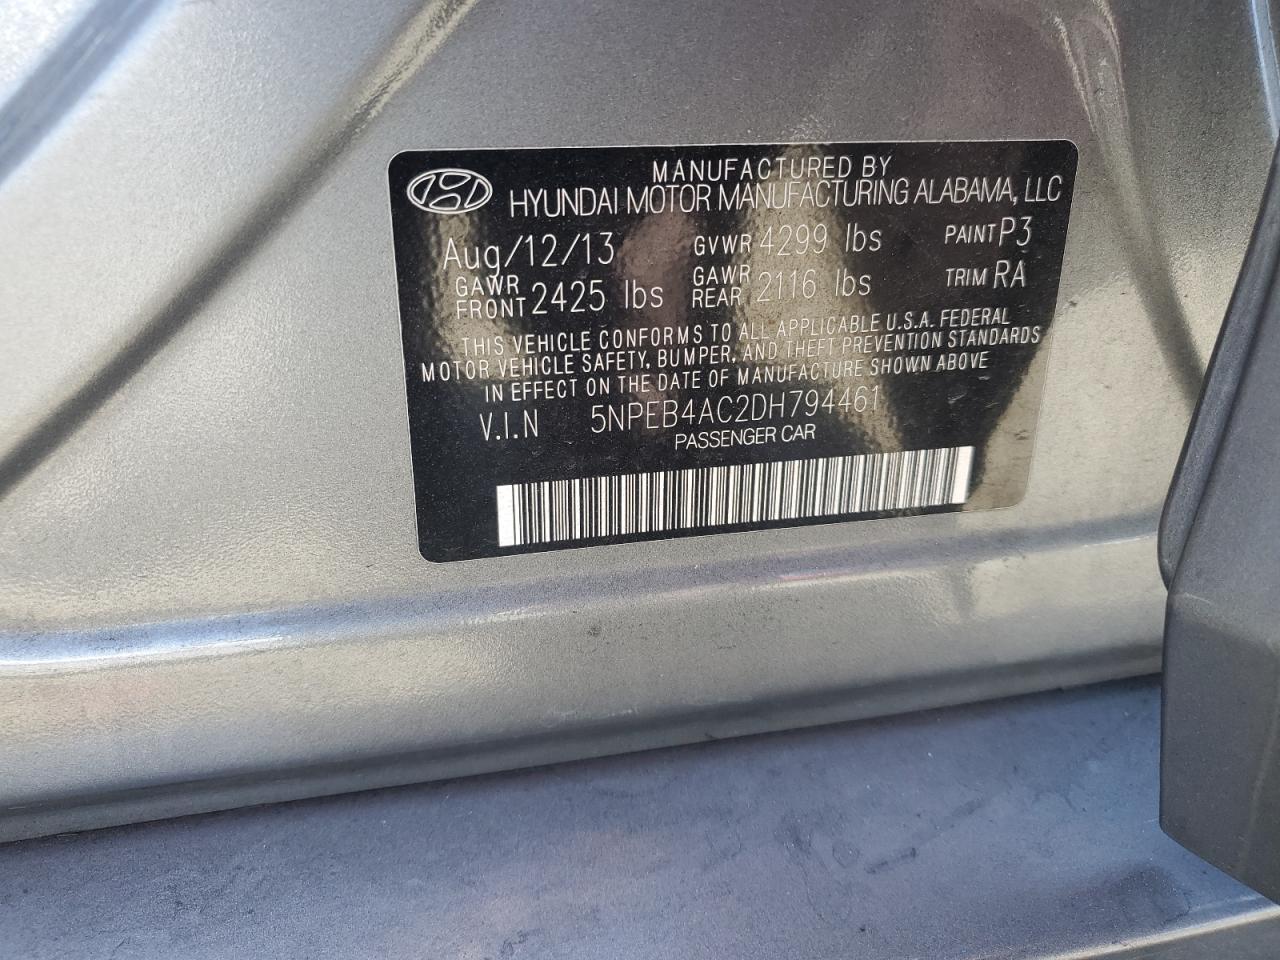 MANUFACTURED BY
HYUNDAI MOTOR MANUFACTURING ALABAMA, LLC
Aug/12/13 GVWR 4299 lbs PAINT P3
GAWR FRONT 2425 lbs GAWR REAR 2116 lbs TRIM RA
THIS VEHICLE CONFORMS TO ALL APPLICABLE U.S.A. FEDERAL
MOTOR VEHICLE SAFETY, BUMPER, AND THEFT PREVENTION STANDARDS
IN EFFECT ON THE DATE OF MANUFACTURE SHOWN ABOVE
V.I.N 5NPEB4AC2DH794461
PASSENGER CAR